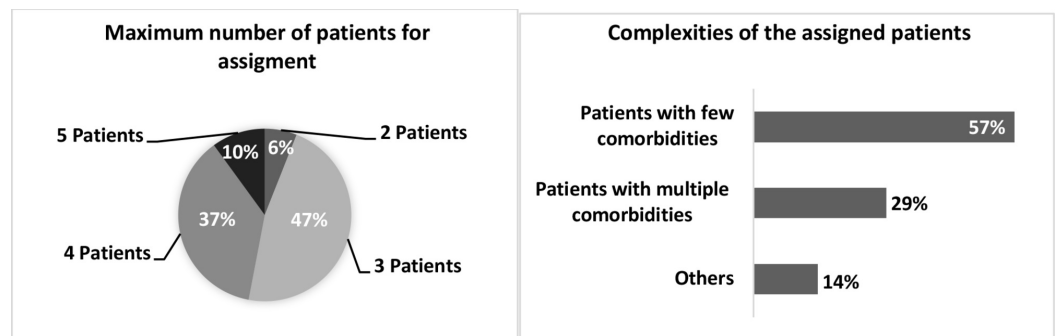 Maximum number of patients for
assigment
5 Patients
2 Patients
10%
6%
37%
47%
4 Patients
3 Patients
Complexities of the assigned patients
Patients with few
comorbidities
57%
Patients with multiple
comorbidities
29%
Others
14%